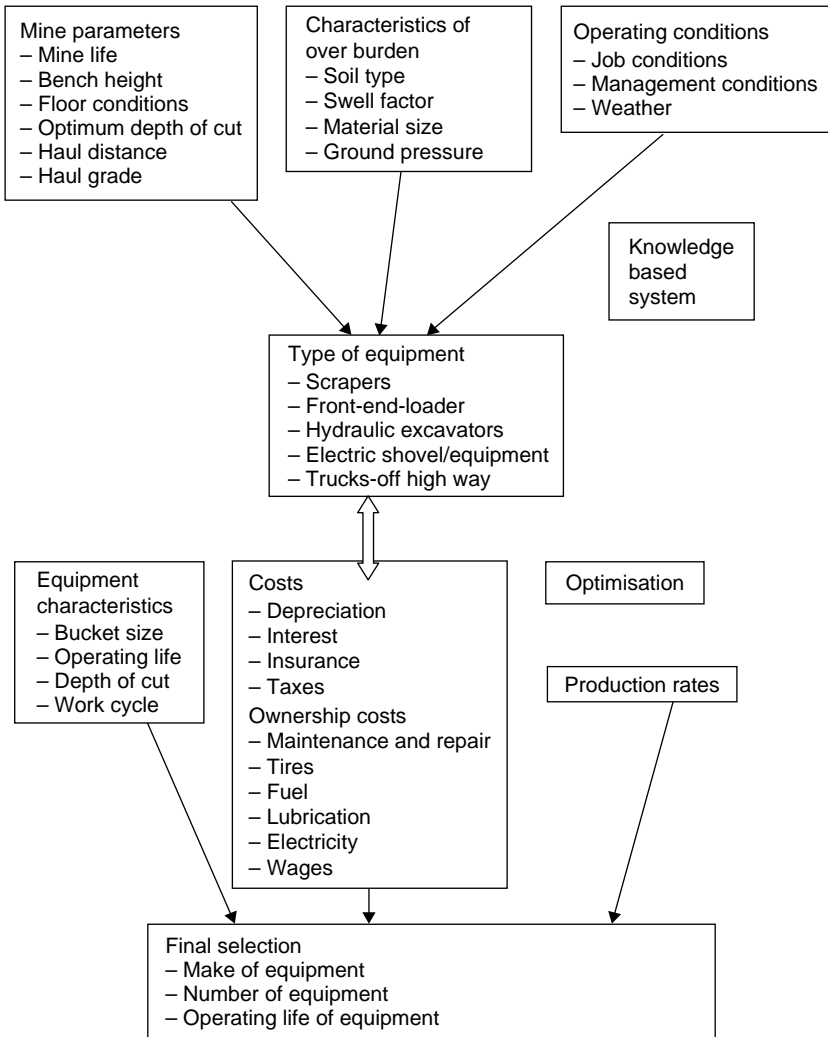 Mine parameters
– Mine life
– Bench height
– Floor conditions
– Optimum depth of cut
– Haul distance
– Haul grade
Characteristics of
over burden
– Soil type
– Swell factor
– Material size
– Ground pressure
Operating conditions
– Job conditions
– Management conditions
– Weather
Knowledge
based
system
Type of equipment
– Scrapers
– Front-end-loader
– Hydraulic excavators
– Electric shovel/equipment
– Trucks-off high way
Equipment
characteristics
– Bucket size
– Operating life
– Depth of cut
– Work cycle
Costs
– Depreciation
– Interest
– Insurance
– Taxes
Ownership costs
– Maintenance and repair
– Tires
– Fuel
– Lubrication
– Electricity
– Wages
Optimisation
Production rates
Final selection
– Make of equipment
– Number of equipment
– Operating life of equipment